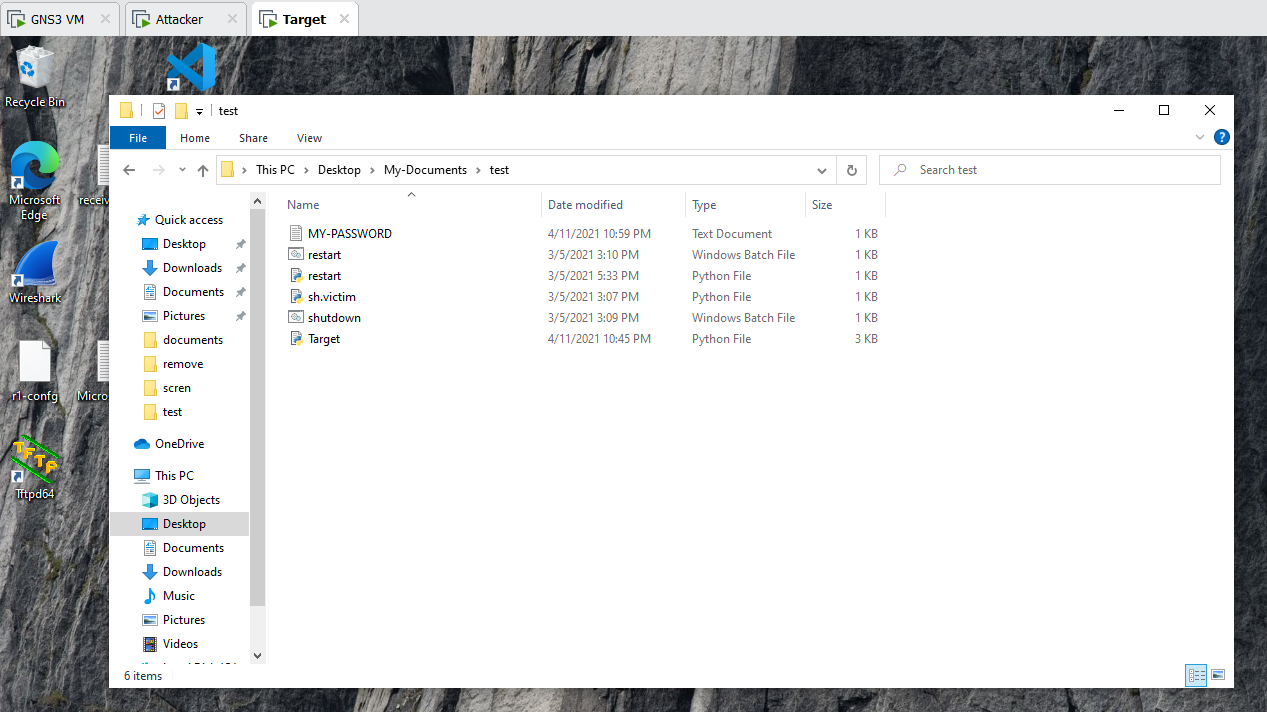 GNS3 VM
Attacker
Target
Recycle Bin
Microsoft
Edge
receiv
Wireshark
r1-confg
Micro
Tftpd64
test
File
Home
Share
View
This PC > Desktop > My-Documents > test
Search test
Quick access
Desktop
Downloads
Documents
Pictures
documents
remove
scren
test
OneDrive
This PC
3D Objects
Desktop
Documents
Downloads
Music
Pictures
Videos
Name Date modified Type Size
MY-PASSWORD 4/11/2021 10:59 PM Text Document 1 KB
restart 3/5/2021 3:10 PM Windows Batch File 1 KB
restart 3/5/2021 5:33 PM Python File 1 KB
sh.victim 3/5/2021 3:07 PM Python File 1 KB
shutdown 3/5/2021 3:09 PM Windows Batch File 1 KB
Target 4/11/2021 10:45 PM Python File 3 KB
6 items